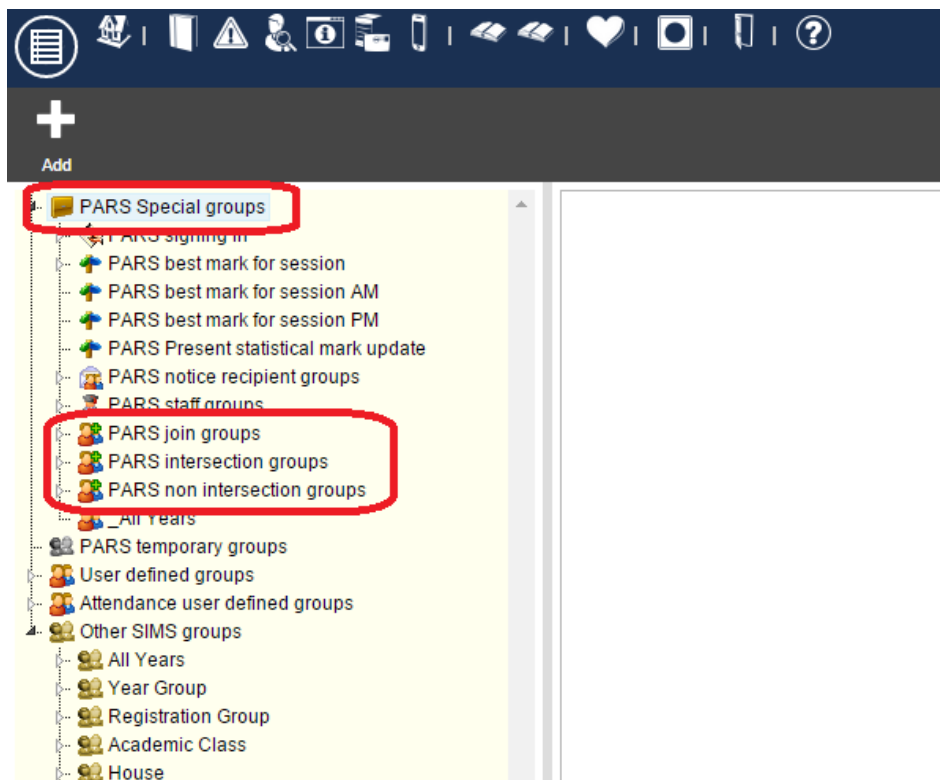 Add
PARS Special groups
PARS signing in
PARS best mark for session
PARS best mark for session AM
PARS best mark for session PM
PARS Present statistical mark update
PARS notice recipient groups
PARS staff groups
PARS join groups
PARS intersection groups
PARS non intersection groups
_All Years
PARS temporary groups
User defined groups
Attendance user defined groups
Other SIMS groups
All Years
Year Group
Registration Group
Academic Class
House